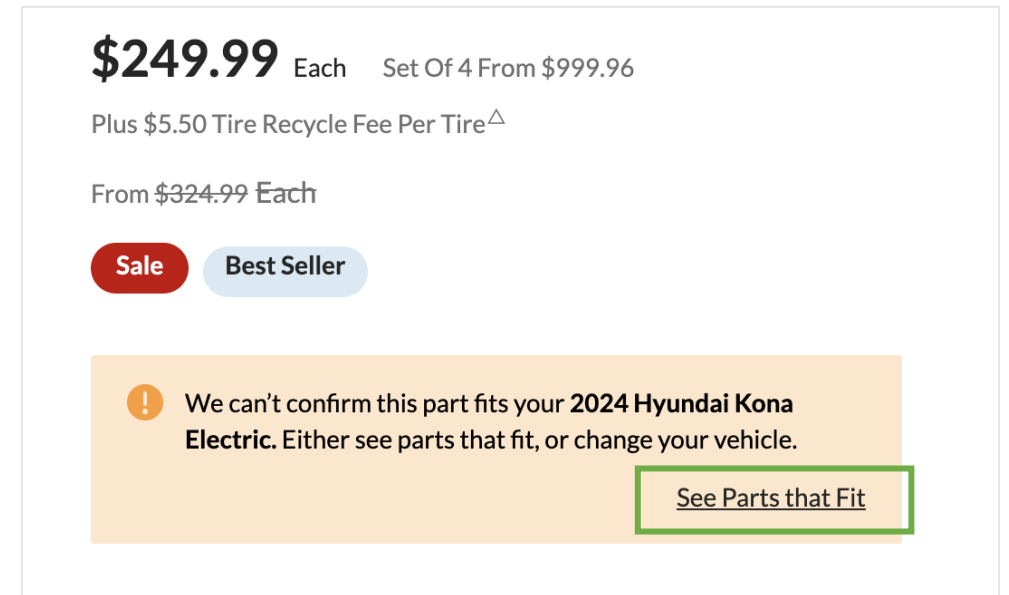 $249.99 Each Set Of 4 From $999.96
Plus $5.50 Tire Recycle Fee Per Tire△
From $324.99 Each
Sale Best Seller
We can’t confirm this part fits your 2024 Hyundai Kona
Electric. Either see parts that fit, or change your vehicle.
See Parts that Fit